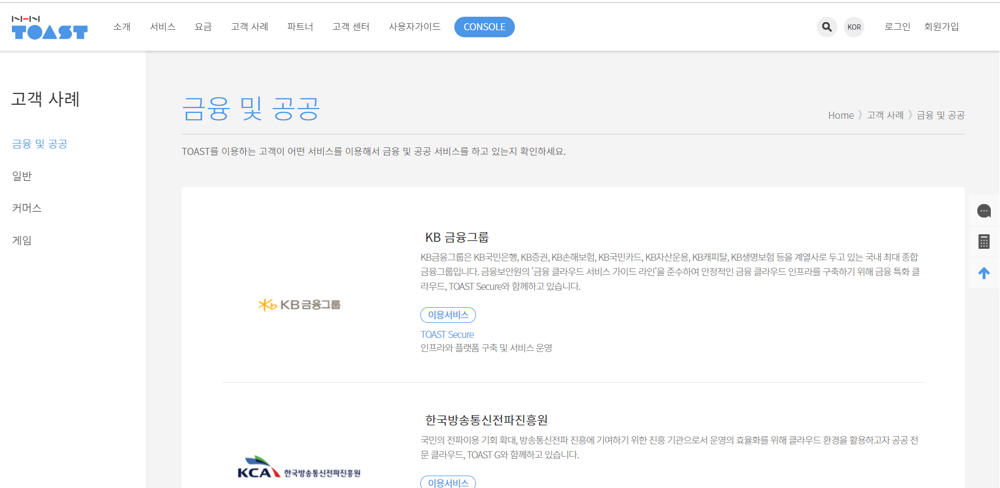 NHN
TOAST
소개 서비스 요금 고객 사례 파트너 고객 센터 사용자가이드 CONSOLE KOR 로그인 회원가입
고객 사례
금융 및 공공
일반
커머스
게임
금융 및 공공
Home 》 고객 사례 》 금융 및 공공
TOAST를 이용하는 고객이 어떤 서비스를 이용해서 금융 및 공공 서비스를 하고 있는지 확인하세요.
KB 금융그룹
KB 금융그룹
KB금융그룹은 KB국민은행, KB증권, KB손해보험, KB국민카드, KB자산운용, KB캐피탈, KB생명보험 등을 계열사로 두고 있는 국내 최대 종합
금융그룹입니다. 금융보안원의 '금융 클라우드 서비스 가이드 라인'을 준수하여 안정적인 금융 클라우드 인프라를 구축하기 위해 금융 특화 클
라우드, TOAST Secure와 함께하고 있습니다.
이용서비스
TOAST Secure
인프라와 플랫폼 구축 및 서비스 운영
KCA 한국방송통신전파진흥원
한국방송통신전파진흥원
국민의 전파이용 기회 확대, 방송통신전파 진흥에 기여하기 위한 진흥 기관으로서 운영의 효율화를 위해 클라우드 환경을 활용하고자 공공 전
문 클라우드, TOAST G와 함께하고 있습니다.
이용서비스